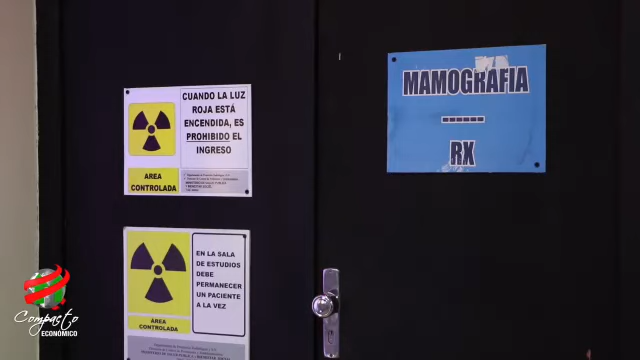 CUANDO LA LUZ
ROJA ESTÁ
ENCENDIDA, ES
PROHIBIDO EL
INGRESO
AREA
CONTROLADA
MAMOGRAFIA
------
RX
EN LA SALA
DE ESTUDIOS
DEBE
PERMANECER
UN PACIENTE
A LA VEZ
AREA
CONTROLADA
Compacto
ECONÓMICO